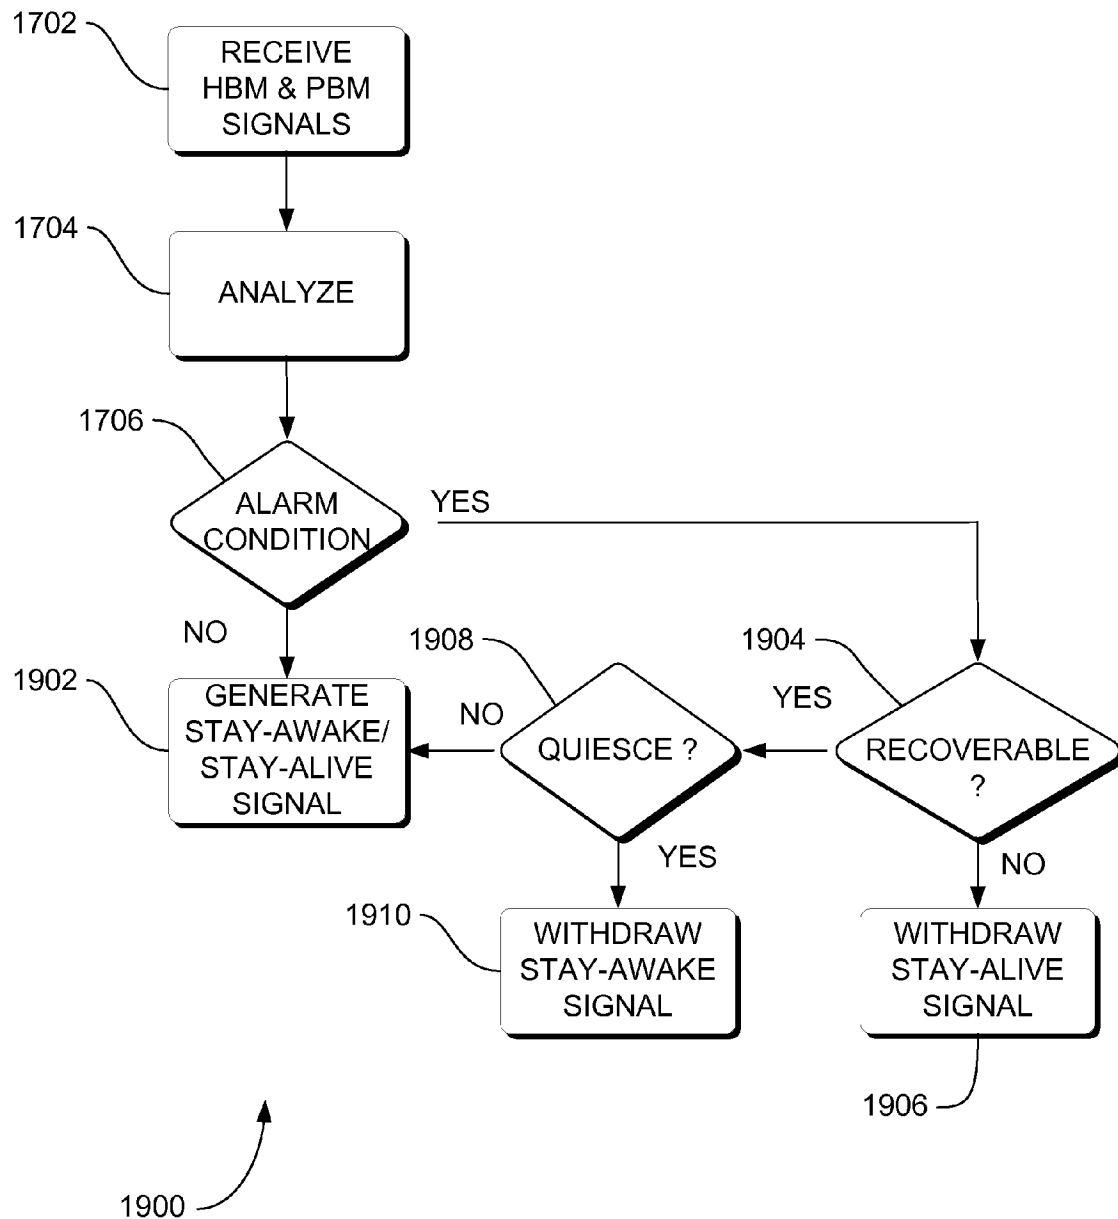 1702
RECEIVE
HBM & PBM
SIGNALS
1704
ANALYZE
1706
ALARM
CONDITION
YES
NO
1902
GENERATE
STAY-AWAKE/
STAY-ALIVE
SIGNAL
1908
NO
QUIESCE ?
YES
1904
YES
RECOVERABLE
?
NO
1910
WITHDRAW
STAY-AWAKE
SIGNAL
WITHDRAW
STAY-ALIVE
SIGNAL
1906
1900